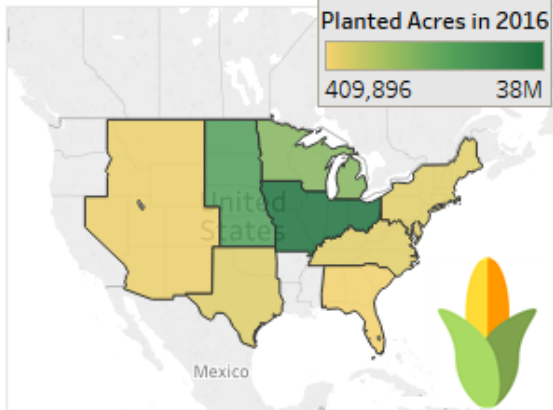 Planted Acres in 2016
409,896 38M
United
States
Mexico